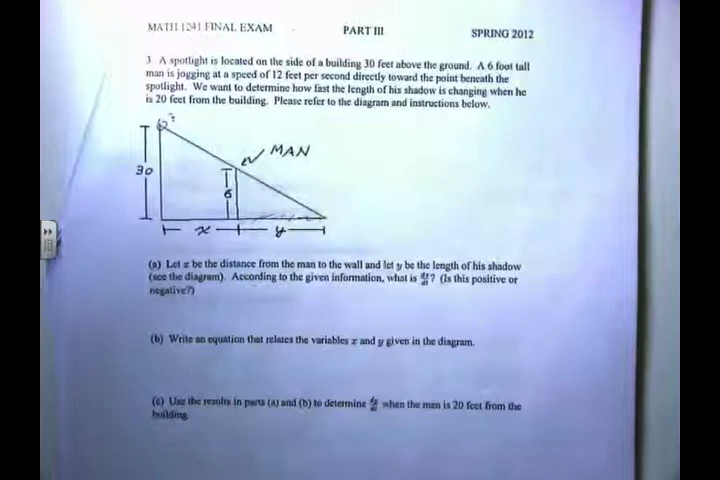 MATH 1241 FINAL EXAM PART III SPRING 2012
3. A spotlight is located on the side of a building 30 feet above the ground. A 6 foot tall
man is jogging at a speed of 12 feet per second directly toward the point beneath the
spotlight. We want to determine how fast the length of his shadow is changing when he
is 20 feet from the building. Please refer to the diagram and instructions below.
MAN
30
6
x y
(a) Let x be the distance from the man to the wall and let y be the length of his shadow
(see the diagram). According to the given information, what is dx/dt? (Is this positive or
negative?)
(b) Write an equation that relates the variables x and y given in the diagram.
(c) Use the results in parts (a) and (b) to determine dy/dt when the man is 20 feet from the
building.